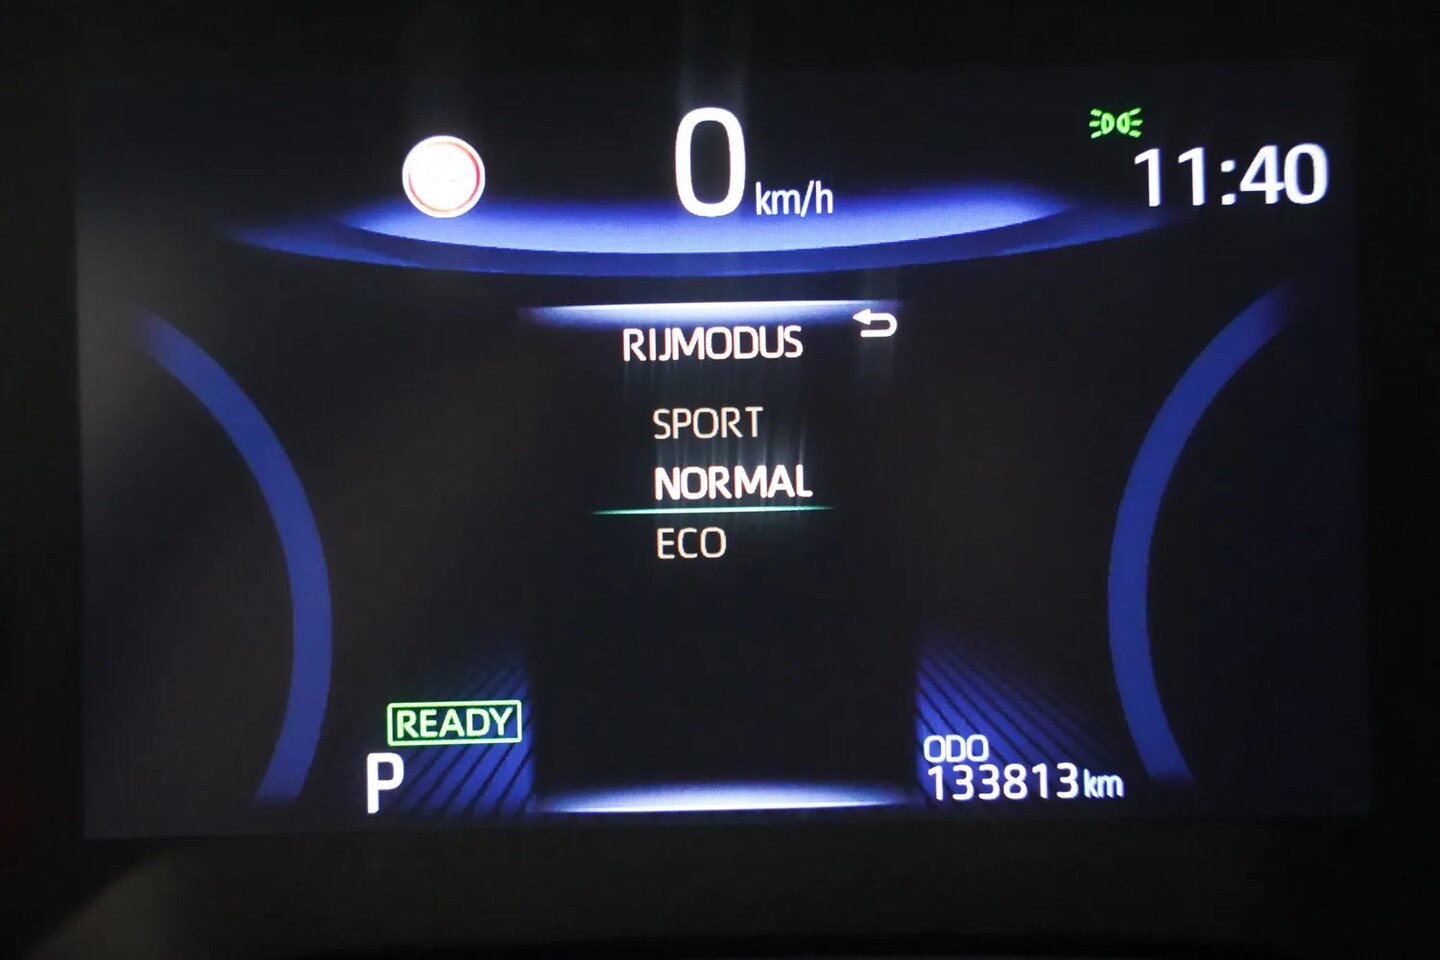 0 km/h
11:40
RIJMODUS
SPORT
NORMAL
ECO
READY
P
ODO
133813 km